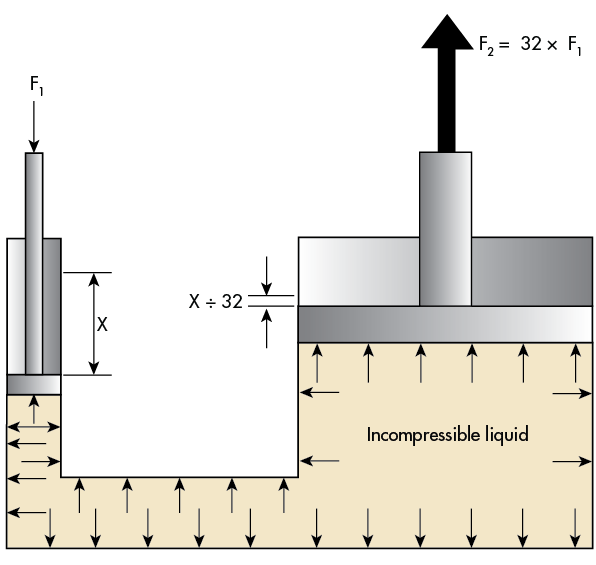 F₂ = 32 × F₁
F₁
X ÷ 32
X
Incompressible liquid